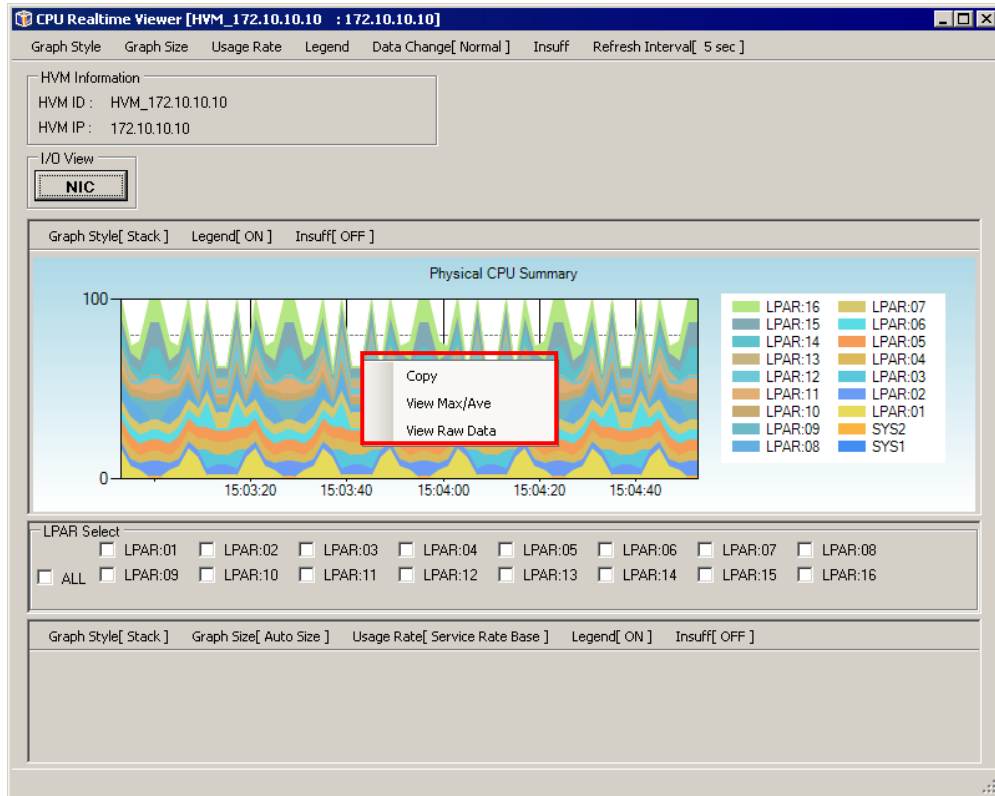 CPU Realtime Viewer [HVM_172.10.10.10 : 172.10.10.10]
Graph Style Graph Size Usage Rate Legend Data Change[ Normal ] Insuff Refresh Interval[ 5 sec ]
HVM Information
HVM ID : HVM_172.10.10.10
HVM IP : 172.10.10.10
I/O View
NIC
Graph Style[ Stack ] Legend[ ON ] Insuff[ OFF ]
Physical CPU Summary
100
0
15:03:20 15:03:40 15:04:00 15:04:20 15:04:40
Copy
View Max/Ave
View Raw Data
LPAR:16 LPAR:07
LPAR:15 LPAR:06
LPAR:14 LPAR:05
LPAR:13 LPAR:04
LPAR:12 LPAR:03
LPAR:11 LPAR:02
LPAR:10 LPAR:01
LPAR:09 SYS2
LPAR:08 SYS1
LPAR Select
LPAR:01 LPAR:02 LPAR:03 LPAR:04 LPAR:05 LPAR:06 LPAR:07 LPAR:08
ALL LPAR:09 LPAR:10 LPAR:11 LPAR:12 LPAR:13 LPAR:14 LPAR:15 LPAR:16
Graph Style[ Stack ] Graph Size[ Auto Size ] Usage Rate[ Service Rate Base ] Legend[ ON ] Insuff[ OFF ]